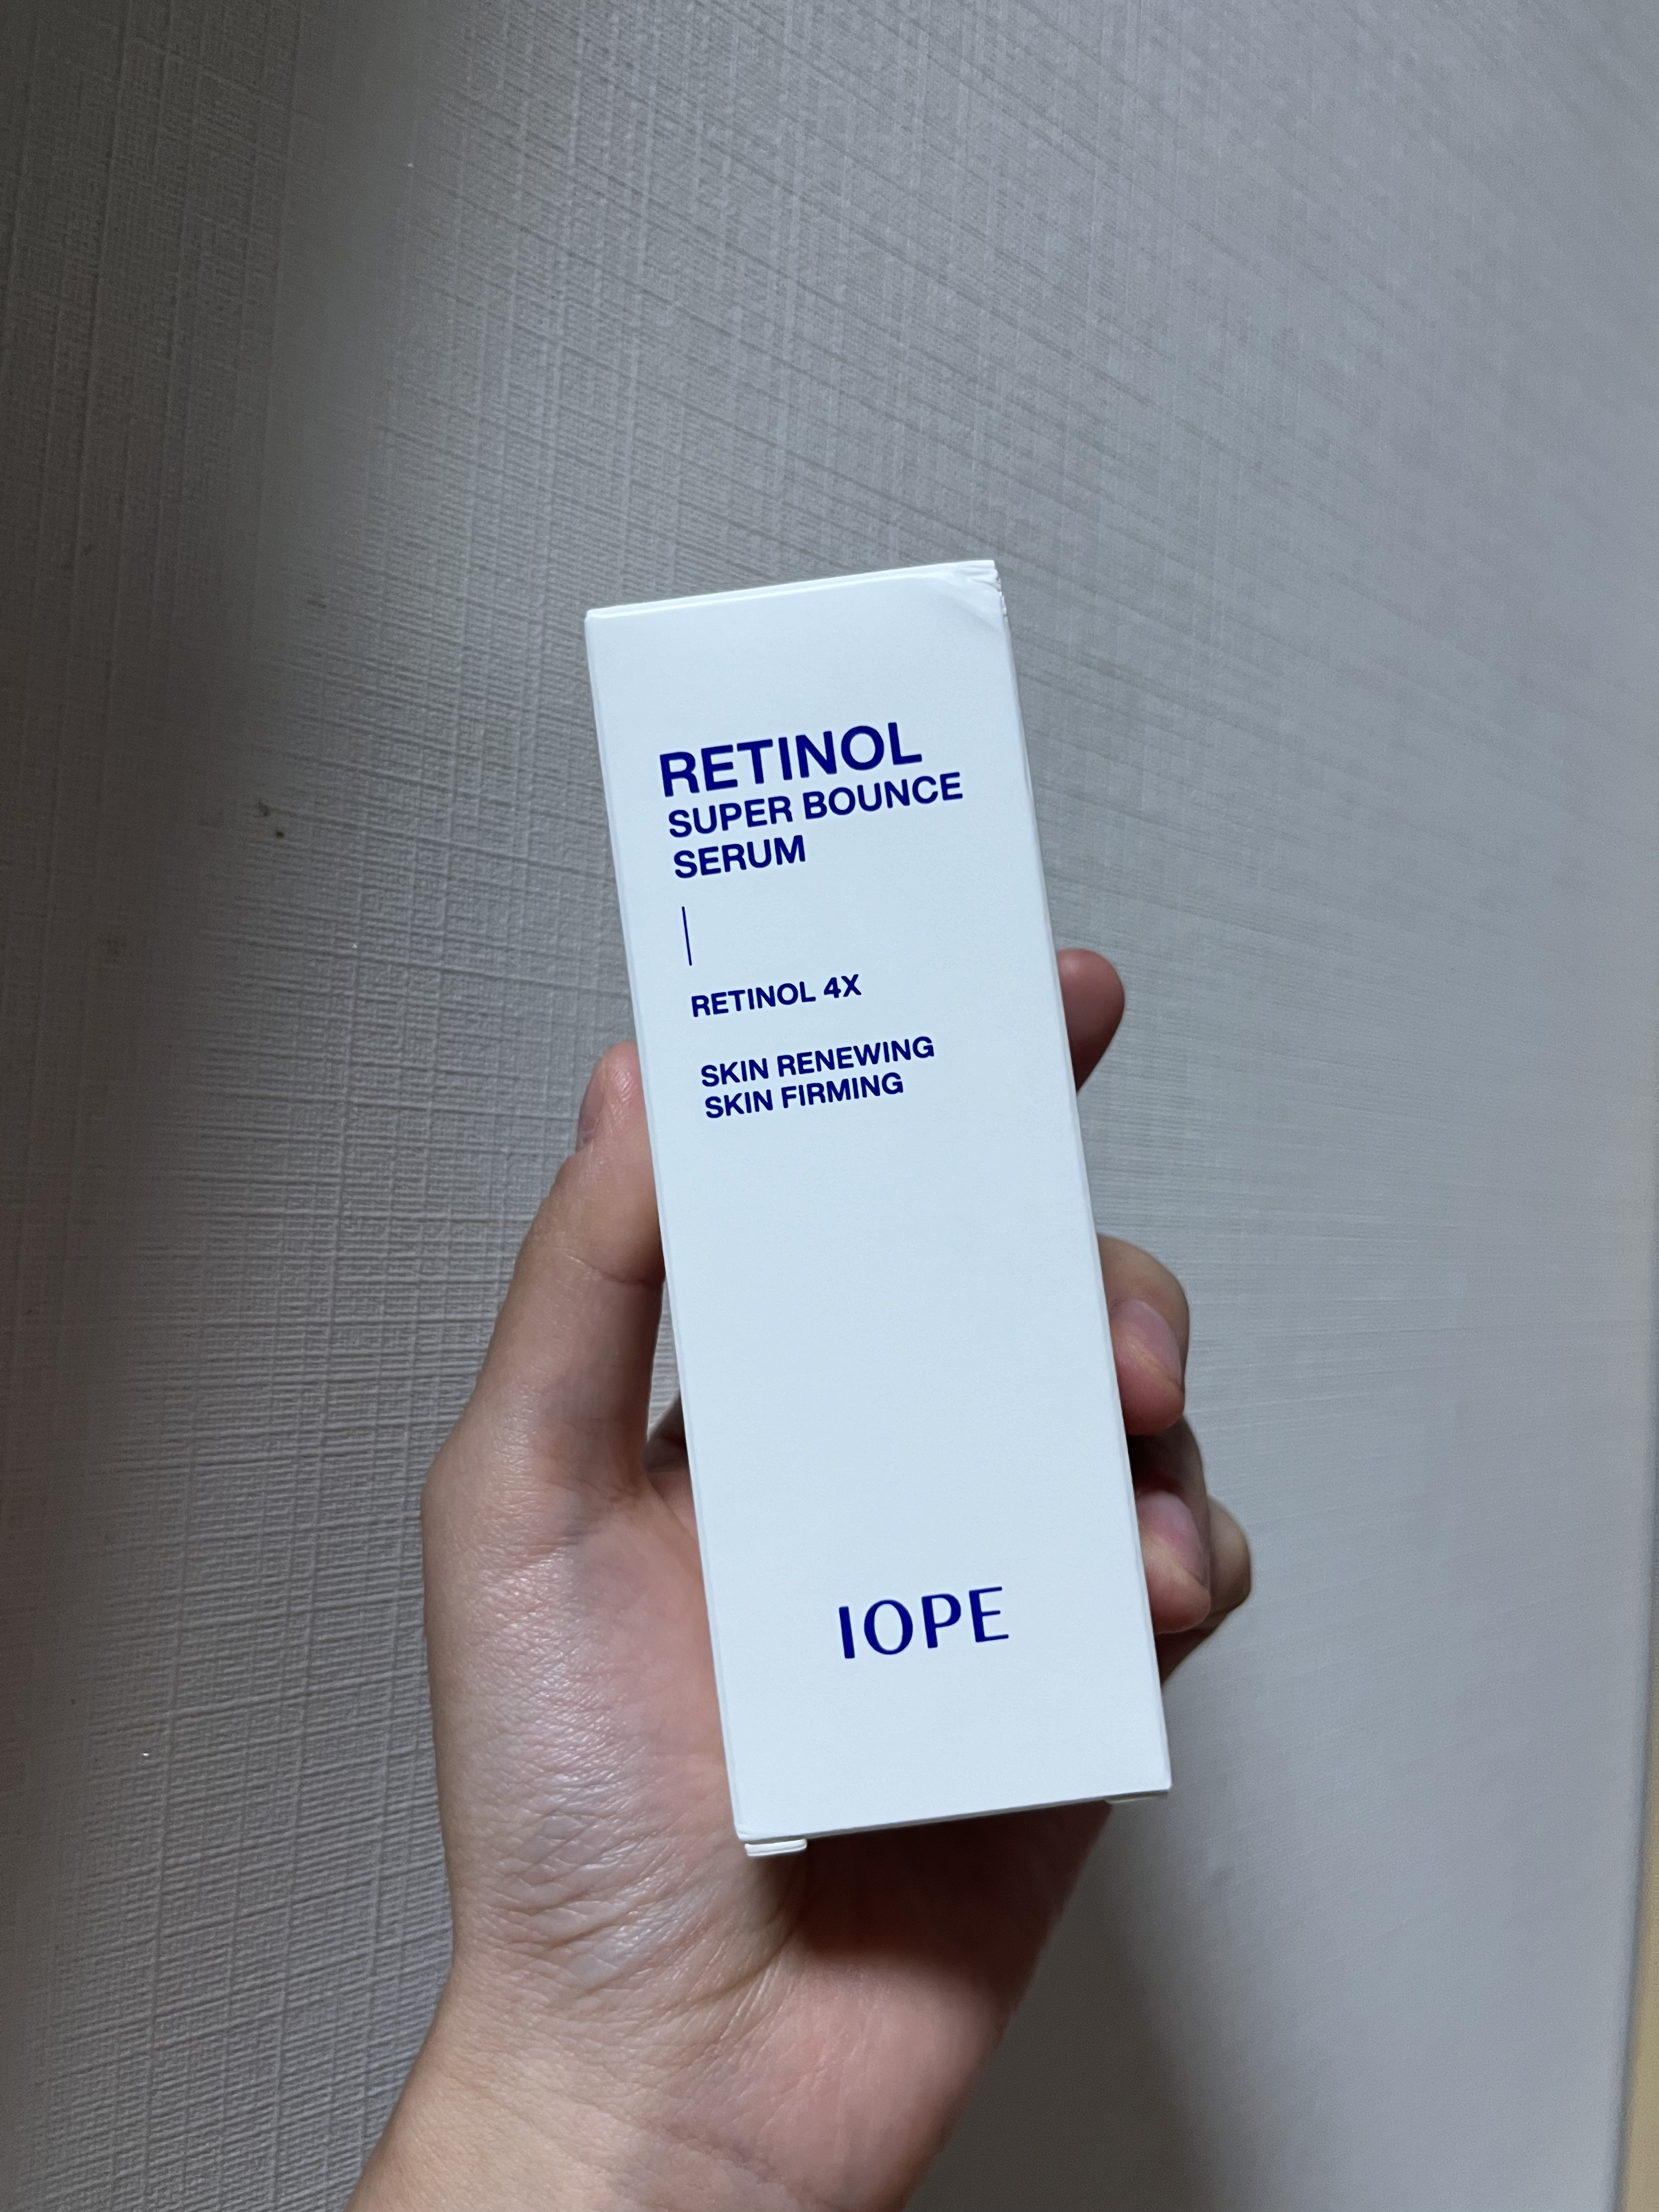 RETINOL
SUPER BOUNCE
SERUM
RETINOL 4X
SKIN RENEWING
SKIN FIRMING
IOPE